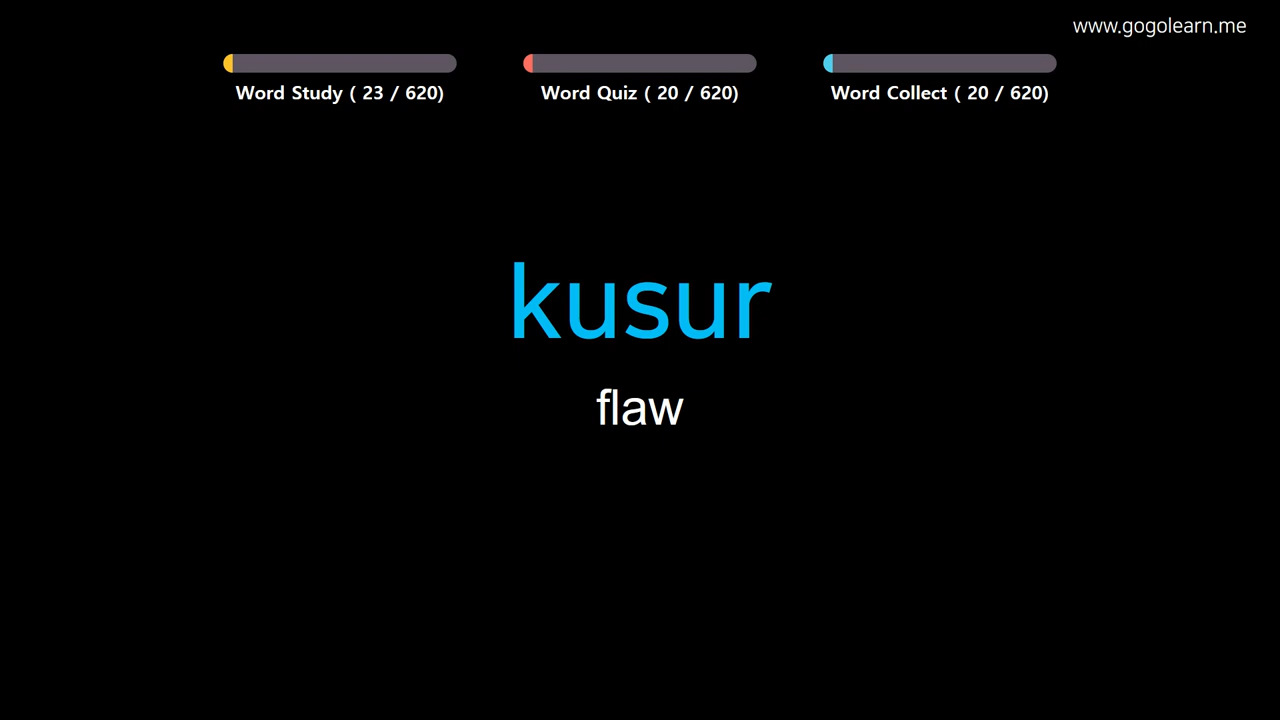 www.gogolearn.me
Word Study ( 23 / 620)
Word Quiz ( 20 / 620)
Word Collect ( 20 / 620)
kusur
flaw